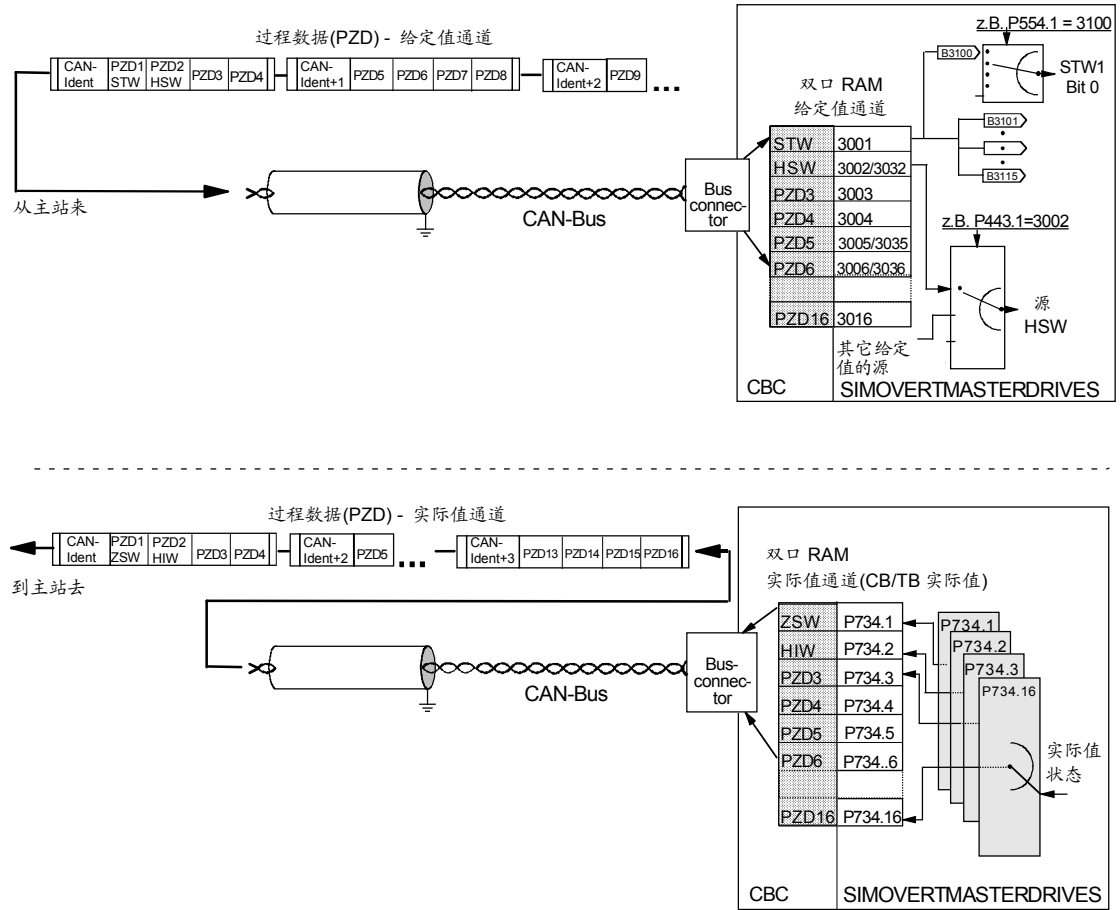 过程数据(PZD) - 给定值通道
CAN-
Ident
PZD1
STW
PZD2
HSW
PZD3
PZD4
CAN-
Ident+1
PZD5
PZD6
PZD7
PZD8
CAN-
Ident+2
PZD9
...
从主站来
CAN-Bus
Bus
connec-
tor
双口 RAM
给定值通道
STW 3001
HSW 3002/3032
PZD3 3003
PZD4 3004
PZD5 3005/3035
PZD6 3006/3036
PZD16 3016
z.B. P554.1 = 3100
B3100
STW1
Bit 0
B3101
B3115
z.B. P443.1=3002
源
HSW
其它给定
值的源
CBC
SIMOVERTMASTERDRIVES
过程数据(PZD) - 实际值通道
CAN-
Ident
PZD1
ZSW
PZD2
HIW
PZD3
PZD4
CAN-
Ident+2
PZD5
...
CAN-
Ident+3
PZD13
PZD14
PZD15
PZD16
到主站去
CAN-Bus
Bus-
connec-
tor
双口 RAM
实际值通道(CB/TB 实际值)
ZSW P734.1
HIW P734.2
PZD3 P734.3
PZD4 P734.4
PZD5 P734.5
PZD6 P734..6
PZD16 P734.16
P734.1
P734.2
P734.3
P734.16
实际值
状态
CBC
SIMOVERTMASTERDRIVES